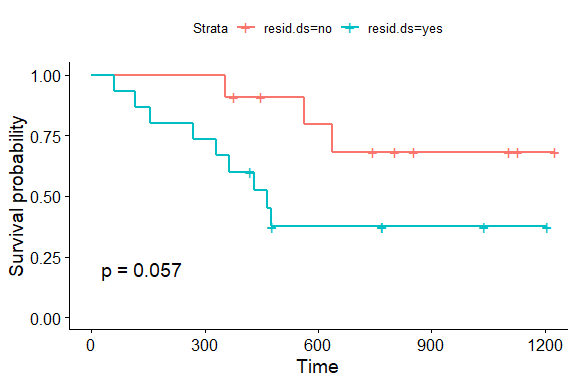 Strata resid.ds=no resid.ds=yes
1.00
0.75
0.50
0.25
0.00
Survival probability
p = 0.057
0 300 600 900 1200
Time